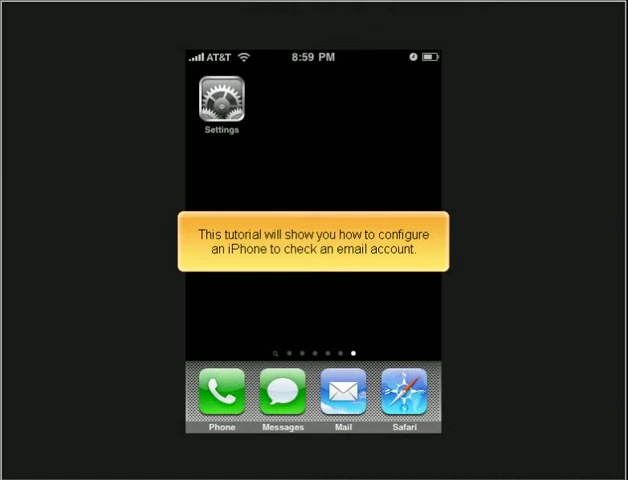 AT&T 8:59 PM
Settings
This tutorial will show you how to configure
an iPhone to check an email account.
Phone Messages Mail Safari